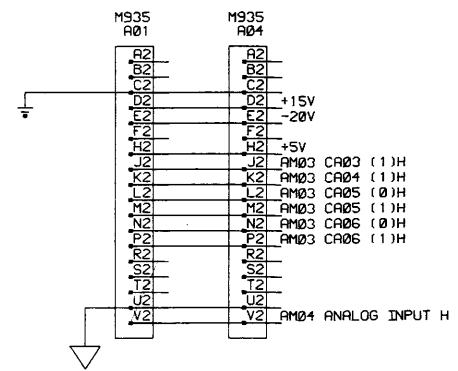 M935 M935
A01 A04
A2 A2
B2 B2
C2 C2
D2 D2 +15V
E2 E2 -20V
F2 F2
H2 H2 +5V
J2 J2 AM03 CA03 (1)H
K2 K2 AM03 CA04 (1)H
L2 L2 AM03 CA05 (0)H
M2 M2 AM03 CA05 (1)H
N2 N2 AM03 CA06 (0)H
P2 P2 AM03 CA06 (1)H
R2 R2
S2 S2
T2 T2
U2 U2
V2 V2 AM04 ANALOG INPUT H